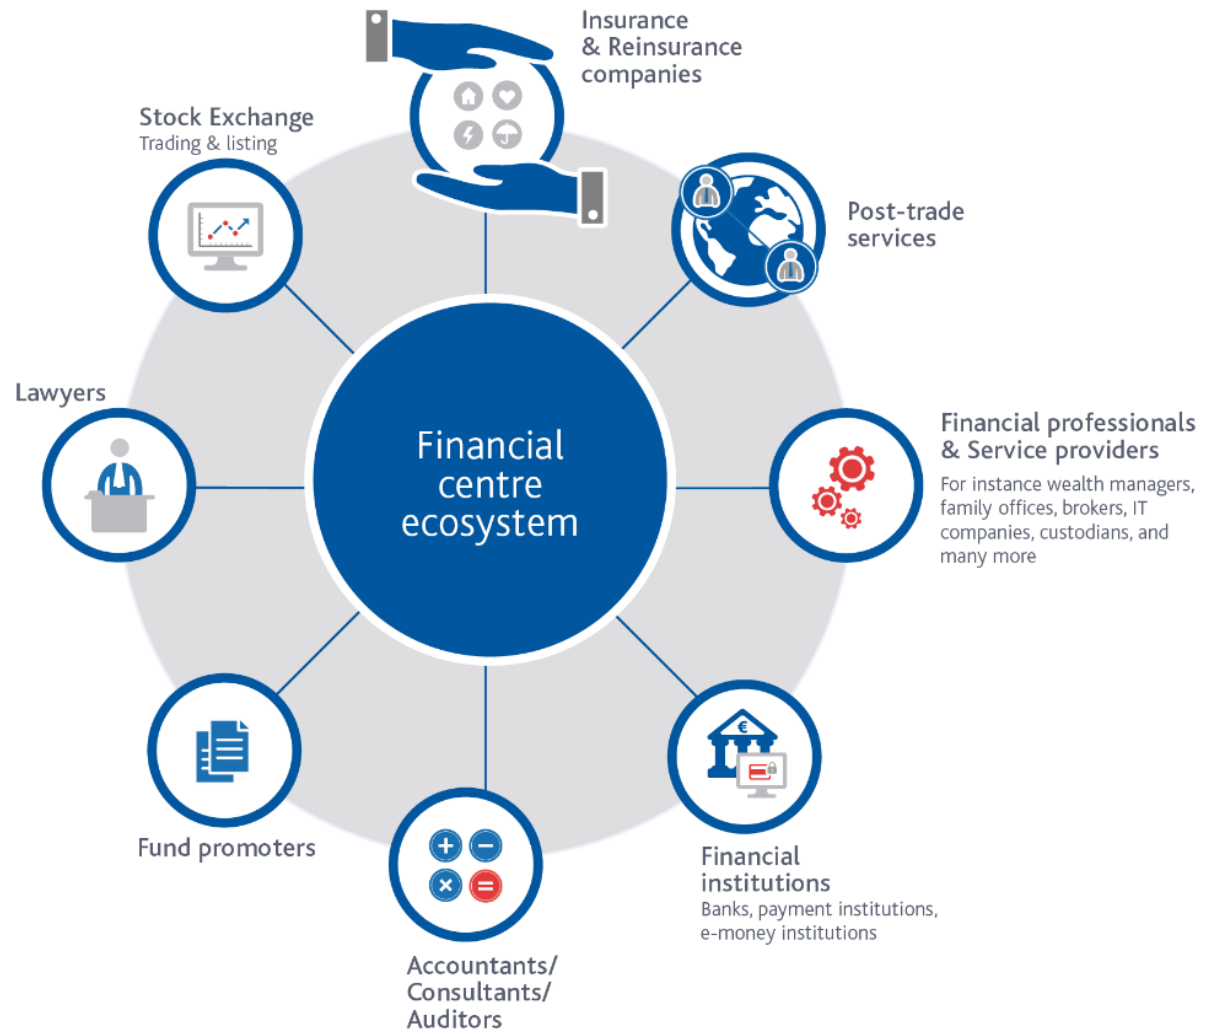 Insurance
& Reinsurance
companies
Stock Exchange
Trading & listing
Post-trade
services
Lawyers
Financial
centre
ecosystem
Financial professionals
& Service providers
For instance wealth managers,
family offices, brokers, IT
companies, custodians, and
many more
Fund promoters
€
+ −
× =
Financial
institutions
Banks, payment institutions,
e-money institutions
Accountants/
Consultants/
Auditors